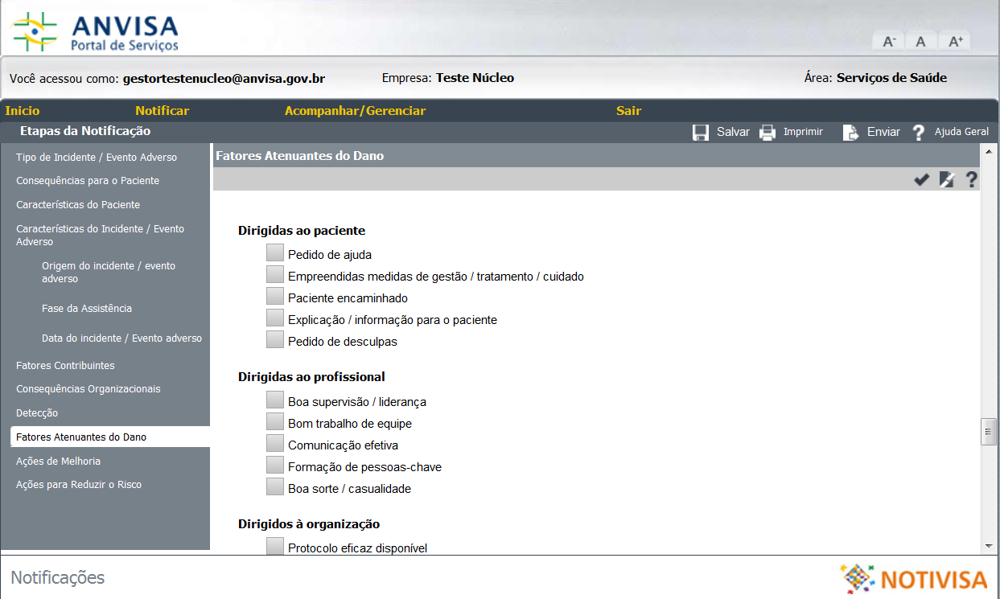 ANVISA
Portal de Serviços
A- A A+
Você acessou como: gestortestenucleo@anvisa.gov.br Empresa: Teste Núcleo Área: Serviços de Saúde
Inicio Notificar Acompanhar/Gerenciar Sair
Etapas da Notificação Salvar Imprimir Enviar ? Ajuda Geral
Tipo de Incidente / Evento Adverso
Consequências para o Paciente
Características do Paciente
Características do Incidente / Evento
Adverso
Origem do incidente / evento
adverso
Fase da Assistência
Data do incidente / Evento adverso
Fatores Contribuintes
Consequências Organizacionais
Detecção
Fatores Atenuantes do Dano
Ações de Melhoria
Ações para Reduzir o Risco
Fatores Atenuantes do Dano
?
Dirigidas ao paciente
Pedido de ajuda
Empreendidas medidas de gestão / tratamento / cuidado
Paciente encaminhado
Explicação / informação para o paciente
Pedido de desculpas
Dirigidas ao profissional
Boa supervisão / liderança
Bom trabalho de equipe
Comunicação efetiva
Formação de pessoas-chave
Boa sorte / casualidade
Dirigidos à organização
Protocolo eficaz disponível
Notificações
NOTIVISA